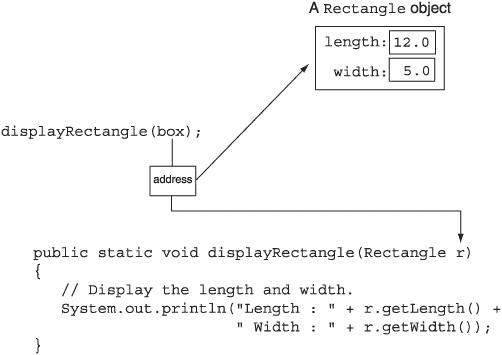 A Rectangle object
length: 12.0
width: 5.0
displayRectangle(box);
address
public static void displayRectangle(Rectangle r)
{
// Display the length and width.
System.out.println("Length : " + r.getLength() +
" Width : " + r.getWidth());
}